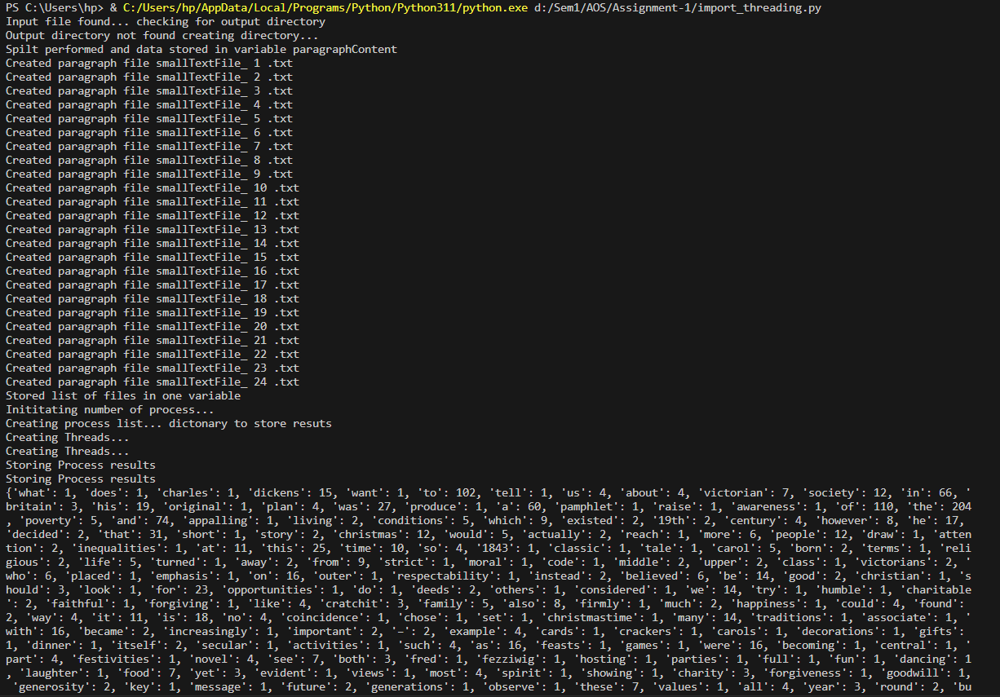 PS C:\Users\hp> & C:/Users/hp/AppData/Local/Programs/Python/Python311/python.exe d:/Sem1/AOS/Assignment-1/import_threading.py
Input file found... checking for output directory
Output directory not found creating directory...
Spilt performed and data stored in variable paragraphContent
Created paragraph file smallTextFile_ 1 .txt
Created paragraph file smallTextFile_ 2 .txt
Created paragraph file smallTextFile_ 3 .txt
Created paragraph file smallTextFile_ 4 .txt
Created paragraph file smallTextFile_ 5 .txt
Created paragraph file smallTextFile_ 6 .txt
Created paragraph file smallTextFile_ 7 .txt
Created paragraph file smallTextFile_ 8 .txt
Created paragraph file smallTextFile_ 9 .txt
Created paragraph file smallTextFile_ 10 .txt
Created paragraph file smallTextFile_ 11 .txt
Created paragraph file smallTextFile_ 12 .txt
Created paragraph file smallTextFile_ 13 .txt
Created paragraph file smallTextFile_ 14 .txt
Created paragraph file smallTextFile_ 15 .txt
Created paragraph file smallTextFile_ 16 .txt
Created paragraph file smallTextFile_ 17 .txt
Created paragraph file smallTextFile_ 18 .txt
Created paragraph file smallTextFile_ 19 .txt
Created paragraph file smallTextFile_ 20 .txt
Created paragraph file smallTextFile_ 21 .txt
Created paragraph file smallTextFile_ 22 .txt
Created paragraph file smallTextFile_ 23 .txt
Created paragraph file smallTextFile_ 24 .txt
Stored list of files in one variable
Inititating number of process...
Creating process list... dictonary to store resuts
Creating Threads...
Creating Threads...
Storing Process results
Storing Process results
{'what': 1, 'does': 1, 'charles': 1, 'dickens': 15, 'want': 1, 'to': 102, 'tell': 1, 'us': 4, 'about': 4, 'victorian': 7, 'society': 12, 'in': 66, '
britain': 3, 'his': 19, 'original': 1, 'plan': 4, 'was': 27, 'produce': 1, 'a': 60, 'pamphlet': 1, 'raise': 1, 'awareness': 1, 'of': 110, 'the': 204
, 'poverty': 5, 'and': 74, 'appalling': 1, 'living': 2, 'conditions': 5, 'which': 9, 'existed': 2, '19th': 2, 'century': 4, 'however': 8, 'he': 17,
'decided': 2, 'that': 31, 'short': 1, 'story': 2, 'christmas': 12, 'would': 5, 'actually': 2, 'reach': 1, 'more': 6, 'people': 12, 'draw': 1, 'atten
tion': 2, 'inequalities': 1, 'at': 11, 'this': 25, 'time': 10, 'so': 4, '1843': 1, 'classic': 1, 'tale': 1, 'carol': 5, 'born': 2, 'terms': 1, 'reli
gious': 2, 'life': 5, 'turned': 1, 'away': 2, 'from': 9, 'strict': 1, 'moral': 1, 'code': 1, 'middle': 2, 'upper': 2, 'class': 1, 'victorians': 2, '
who': 6, 'placed': 1, 'emphasis': 1, 'on': 16, 'outer': 1, 'respectability': 1, 'instead': 2, 'believed': 6, 'be': 14, 'good': 2, 'christian': 1, 's
hould': 3, 'look': 1, 'for': 23, 'opportunities': 1, 'do': 1, 'deeds': 2, 'others': 1, 'considered': 1, 'we': 14, 'try': 1, 'humble': 1, 'charitable
': 2, 'faithful': 1, 'forgiving': 1, 'like': 4, 'cratchit': 3, 'family': 5, 'also': 8, 'firmly': 1, 'much': 2, 'happiness': 1, 'could': 4, 'found':
2, 'way': 4, 'it': 11, 'is': 18, 'no': 4, 'coincidence': 1, 'chose': 1, 'set': 1, 'christmastime': 1, 'many': 14, 'traditions': 1, 'associate': 1, '
with': 16, 'became': 2, 'increasingly': 1, 'important': 2, '–': 2, 'example': 4, 'cards': 1, 'crackers': 1, 'carols': 1, 'decorations': 1, 'gifts':
1, 'dinner': 1, 'itself': 2, 'secular': 1, 'activities': 1, 'such': 4, 'as': 16, 'feasts': 1, 'games': 1, 'were': 16, 'becoming': 1, 'central': 1, '
part': 4, 'festivities': 1, 'novel': 4, 'see': 7, 'both': 3, 'fred': 1, 'fezziwig': 1, 'hosting': 1, 'parties': 1, 'full': 1, 'fun': 1, 'dancing': 1
, 'laughter': 1, 'food': 7, 'yet': 3, 'evident': 1, 'views': 1, 'most': 4, 'spirit': 1, 'showing': 1, 'charity': 3, 'forgiveness': 1, 'goodwill': 1,
'generosity': 2, 'key': 1, 'message': 1, 'future': 2, 'generations': 1, 'observe': 1, 'these': 7, 'values': 1, 'all': 4, 'year': 3, 'round': 2, 'bu